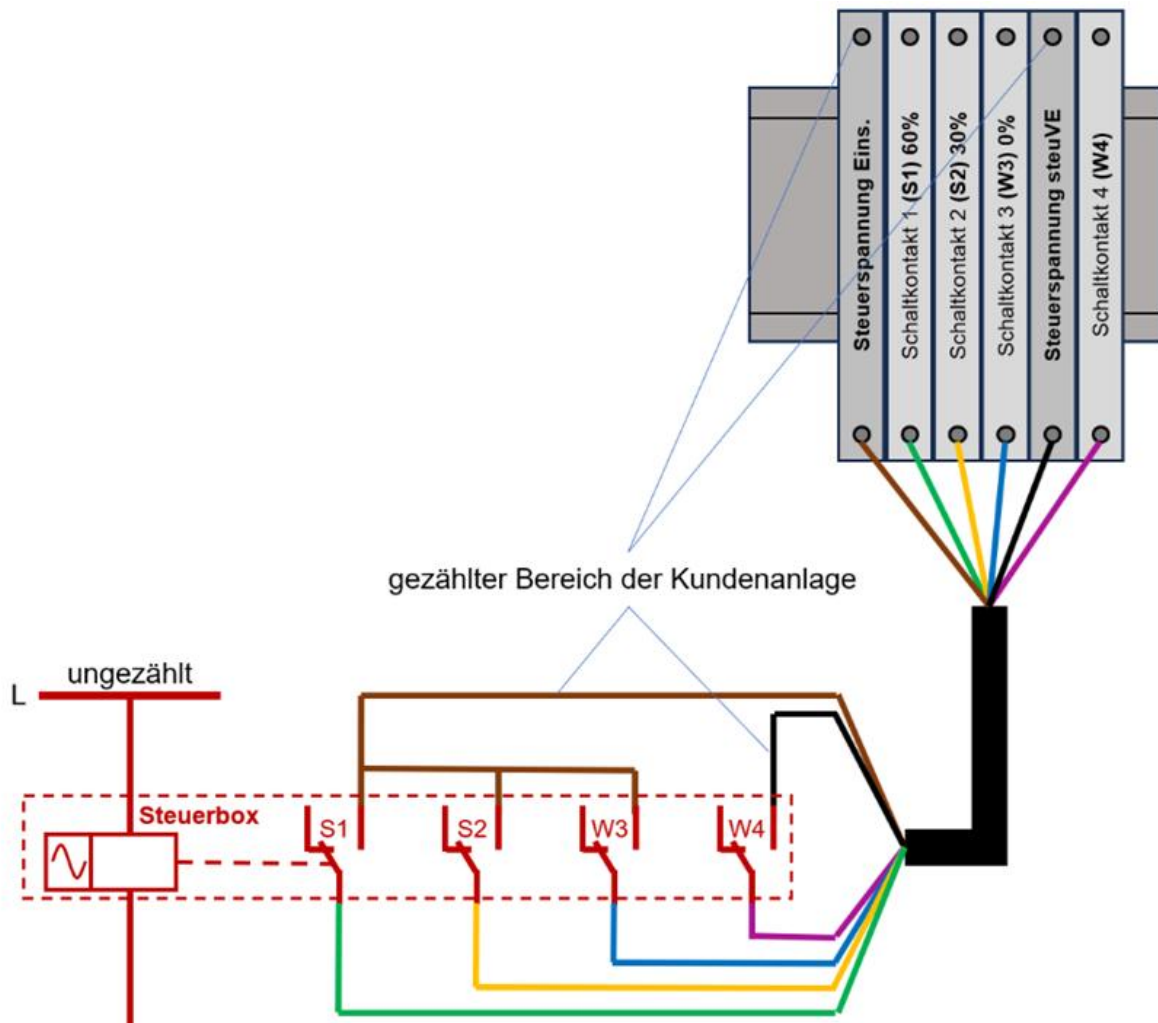 Steuerspannung Eins.
Schaltkontakt 1 (S1) 60%
Schaltkontakt 2 (S2) 30%
Schaltkontakt 3 (W3) 0%
Steuerspannung steuVE
Schaltkontakt 4 (W4)
gezählter Bereich der Kundenanlage
ungezählt
L
Steuerbox
S1
S2
W3
W4